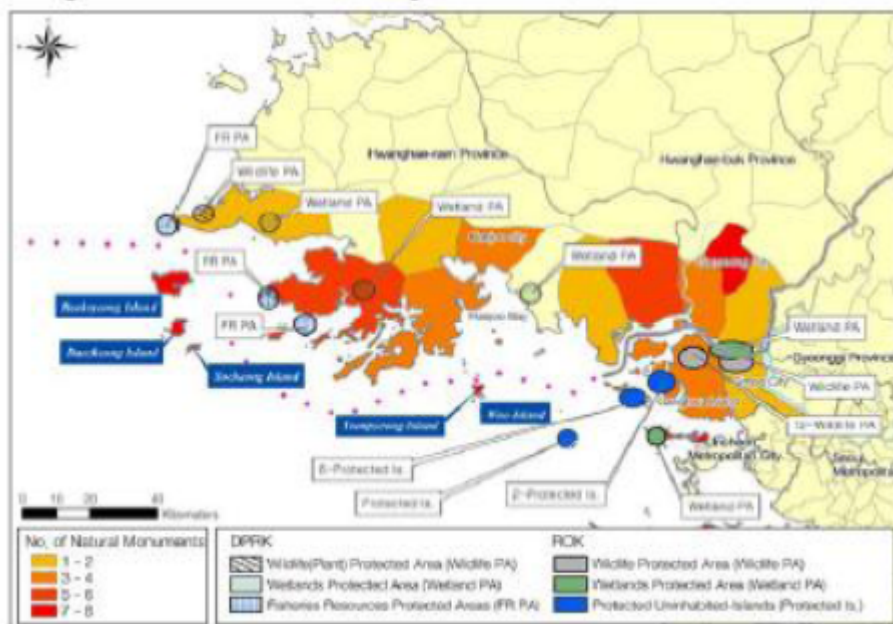 FR PA
Wildlife PA
Wetland PA
Wetland PA
Hwanghae-nam Province
Hwanghae-buk Province
FR PA
Wetland PA
FR PA
Baekryong Island
Daecheong Island
Socheong Island
Yeonpyeong Island
Woo Island
Haejoo Bay
Wetland PA
Gyeonggi Province
Wildlife PA
Wildlife PA
Incheon
Metropolitan City
Seoul
6-Protected Is.
Protected Is.
2-Protected Is.
Wetland PA
0 10 20 40
Kilometers
No. of Natural Monuments
1 - 2
3 - 4
5 - 6
7 - 8
DPRK
Wildlife(Plant) Protected Area (Wildlife PA)
Wetlands Protected Area (Wetland PA)
Fisheries Resources Protected Areas (FR PA)
ROK
Wildlife Protected Area (Wildlife PA)
Wetlands Protected Area (Wetland PA)
Protected Uninhabited-Islands (Protected Is.)